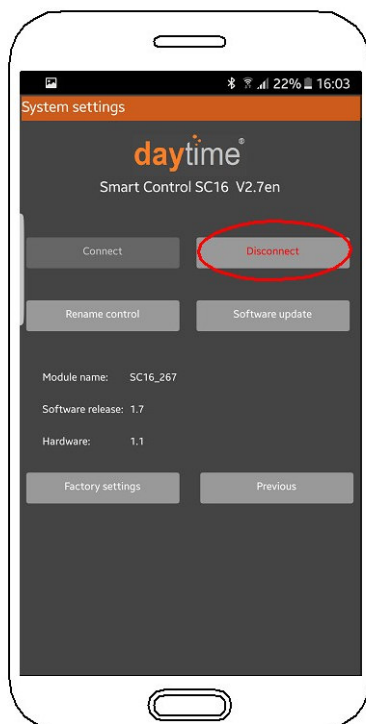 22% 16:03
System settings
daytime®
Smart Control SC16 V2.7en
Connect Disconnect
Rename control Software update
Module name: SC16_267
Software release: 1.7
Hardware: 1.1
Factory settings Previous